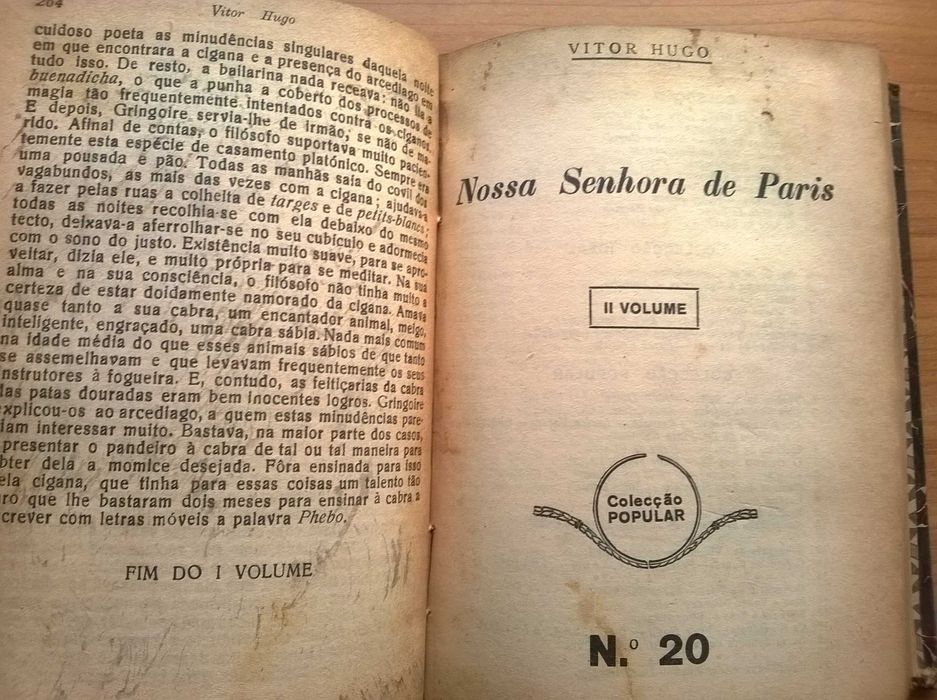 264
Vitor Hugo
cuidoso poeta as minudências singulares daquela noite
em que encontrara a cigana e a presença do arcediago em
tudo isso. De resto, a bailarina nada receava: não lia a
buenadicha, o que a punha a coberto dos processos de
magia tão frequentemente intentados contra os ciganos.
E depois, Gringoire servia-lhe de irmão, se não de ma-
rido. Afinal de contas, o filósofo suportava muito pacien-
temente esta espécie de casamento platónico. Sempre era
uma pousada e pão. Todas as manhãs saía do covil dos
vagabundos, as mais das vezes com a cigana; ajudava-a
a fazer pelas ruas a colheita de targes e de petits-blancs;
todas as noites recolhia-se com ela debaixo do mesmo
tecto, deixava-a aferrolhar-se no seu cubículo e adormecia
com o sono do justo. Existência muito suave, para se apro-
veitar, dizia ele, e muito própria para se meditar. Na sua
alma e na sua consciência, o filósofo não tinha muito a
certeza de estar doidamente namorado da cigana. Amava
quase tanto a sua cabra, um encantador animal, meigo,
inteligente, engraçado, uma cabra sábia. Nada mais comum
na idade média do que esses animais sábios de que tanto
se assemelhavam e que levavam frequentemente os seus
nstrutores à fogueira. E, contudo, as feitiçarias da cabra
das patas douradas eram bem inocentes logros. Gringoire
explicou-os ao arcediago, a quem estas minudências pare-
iam interessar muito. Bastava, na maior parte dos casos,
presentar o pandeiro à cabra de tal ou tal maneira para
bter dela a momice desejada. Fôra ensinada para isso
ela cigana, que tinha para essas coisas um talento tão
aro que lhe bastaram dois meses para ensinar à cabra a
crever com letras móveis a palavra Phebo.
FIM DO I VOLUME
VITOR HUGO
Nossa Senhora de Paris
II VOLUME
Colecção
POPULAR
N.º 20